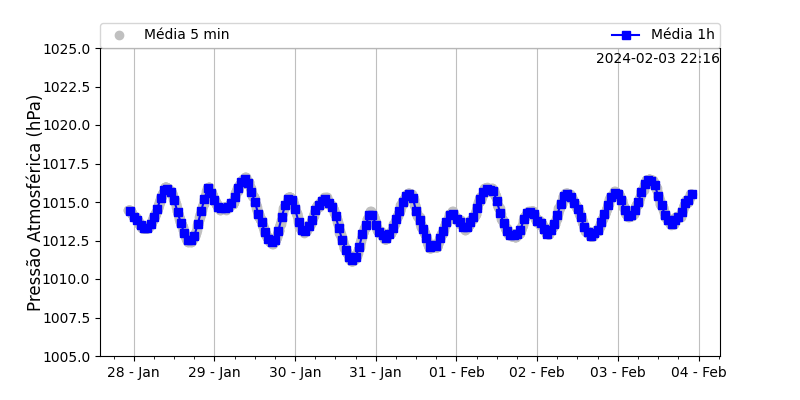 Média 5 min
Média 1h
2024-02-03 22:16
Pressão Atmosférica (hPa)
1025.0
1022.5
1020.0
1017.5
1015.0
1012.5
1010.0
1007.5
1005.0
28 - Jan
29 - Jan
30 - Jan
31 - Jan
01 - Feb
02 - Feb
03 - Feb
04 - Feb